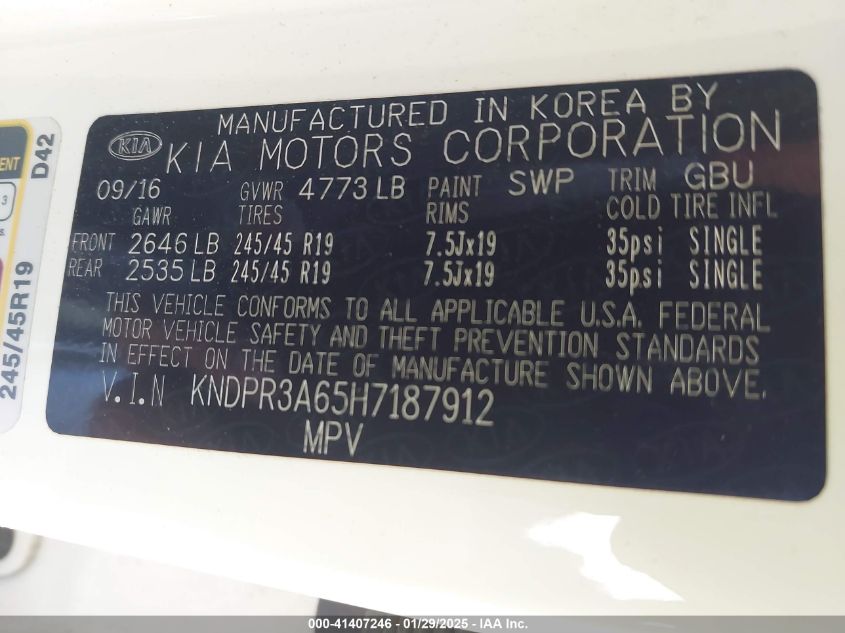 MANUFACTURED IN KOREA BY
KIA KIA MOTORS CORPORATION
09/16 GVWR 4773 LB PAINT SWP TRIM GBU
GAWR TIRES RIMS COLD TIRE INFL
FRONT 2646 LB 245/45 R19 7.5Jx19 35psi SINGLE
REAR 2535 LB 245/45 R19 7.5Jx19 35psi SINGLE
THIS VEHICLE CONFORMS TO ALL APPLICABLE U.S.A. FEDERAL
MOTOR VEHICLE SAFETY AND THEFT PREVENTION STANDARDS
IN EFFECT ON THE DATE OF MANUFACTURE SHOWN ABOVE.
V.I.N KNDPR3A65H7187912
MPV
D42
3
245/45R19
000-41407246 - 01/29/2025 - IAA Inc.